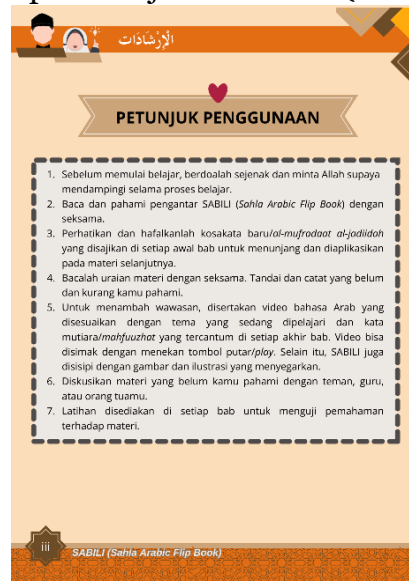 الْإِرْشَادَات
PETUNJUK PENGGUNAAN
1. Sebelum memulai belajar, berdoalah sejenak dan minta Allah supaya
mendampingi selama proses belajar.
2. Baca dan pahami pengantar SABILI (Sahla Arabic Flip Book) dengan
seksama.
3. Perhatikan dan hafalkanlah kosakata baru/al-mufradaat al-jadiidah
yang disajikan di setiap awal bab untuk menunjang dan diaplikasikan
pada materi selanjutnya.
4. Bacalah uraian materi dengan seksama. Tandai dan catat yang belum
dan kurang kamu pahami.
5. Untuk menambah wawasan, disertakan video bahasa Arab yang
disesuaikan dengan tema yang sedang dipelajari dan kata
mutiara/mahfuuzhat yang tercantum di setiap akhir bab. Video bisa
disimak dengan menekan tombol putar/play. Selain itu, SABILI juga
disisipi dengan gambar dan ilustrasi yang menyegarkan.
6. Diskusikan materi yang belum kamu pahami dengan teman, guru,
atau orang tuamu.
7. Latihan disediakan di setiap bab untuk menguji pemahaman
terhadap materi.
iii
SABILI (Sahla Arabic Flip Book)